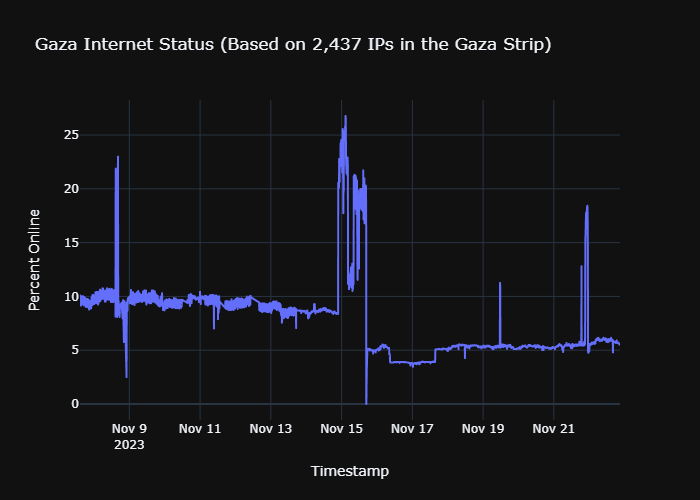 Gaza Internet Status (Based on 2,437 IPs in the Gaza Strip)
Percent Online
25
20
15
10
5
0
Nov 9 Nov 11 Nov 13 Nov 15 Nov 17 Nov 19 Nov 21
2023
Timestamp